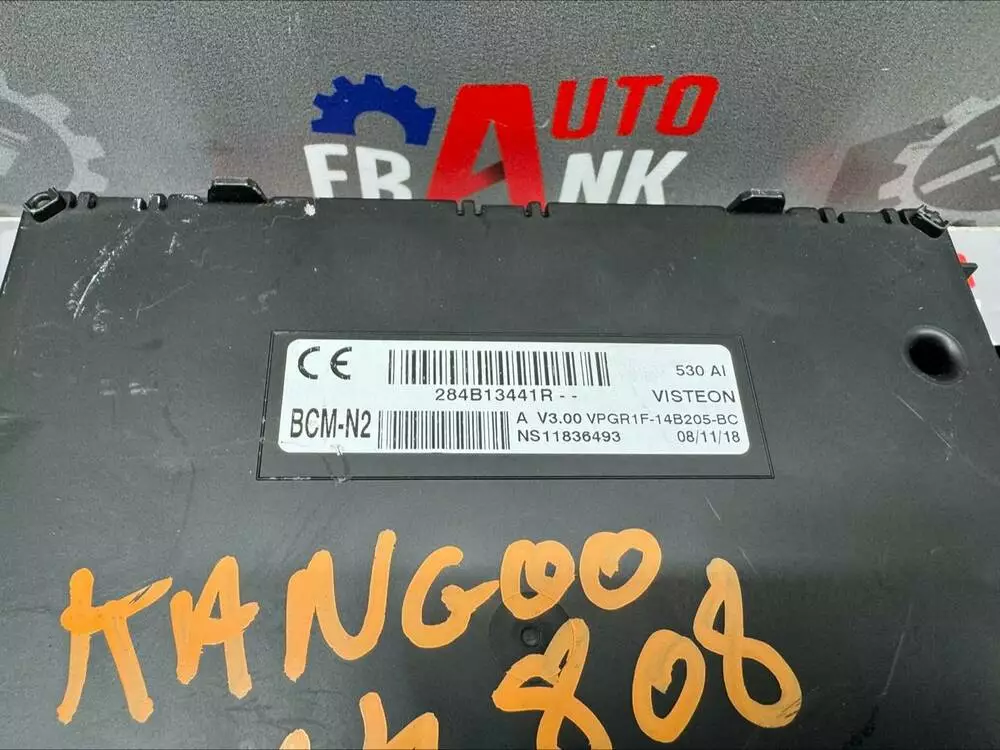 AUTO
FRANK
CE
530 AI
284B13441R--
VISTEON
BCM-N2
A V3.00 VPGR1F-14B205-BC
NS11836493
08/11/18
KANGOO
808